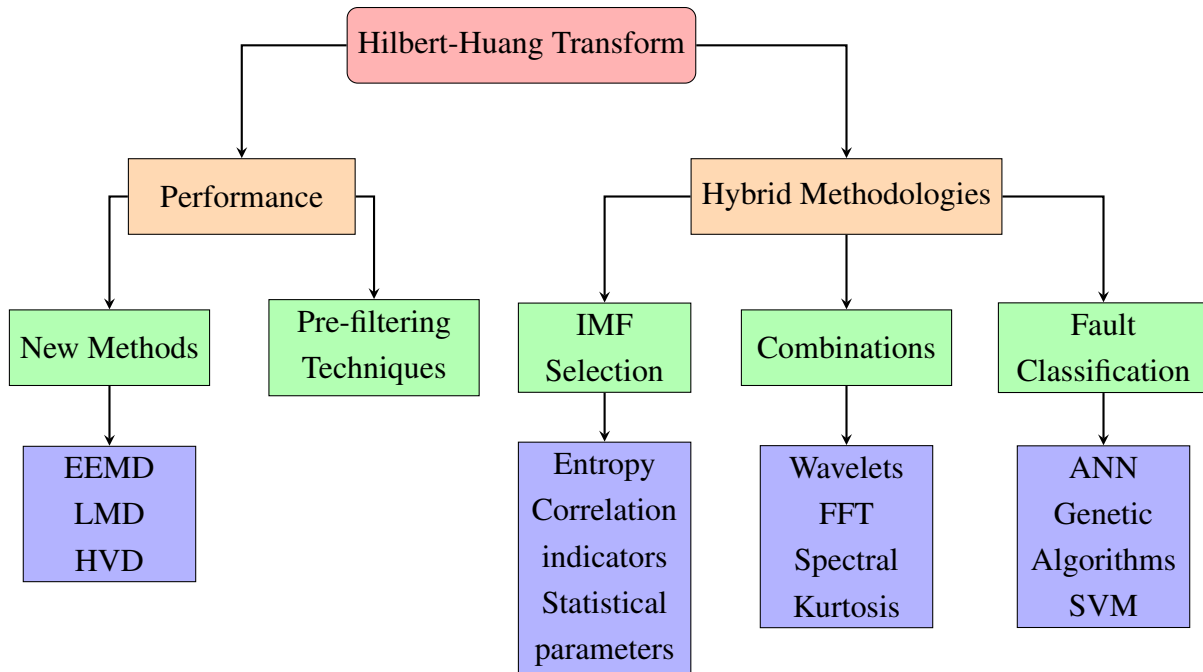 Hilbert-Huang Transform
Performance
Hybrid Methodologies
New Methods
Pre-filtering
Techniques
IMF
Selection
Combinations
Fault
Classification
EEMD
LMD
HVD
Entropy
Correlation
indicators
Statistical
parameters
Wavelets
FFT
Spectral
Kurtosis
ANN
Genetic
Algorithms
SVM